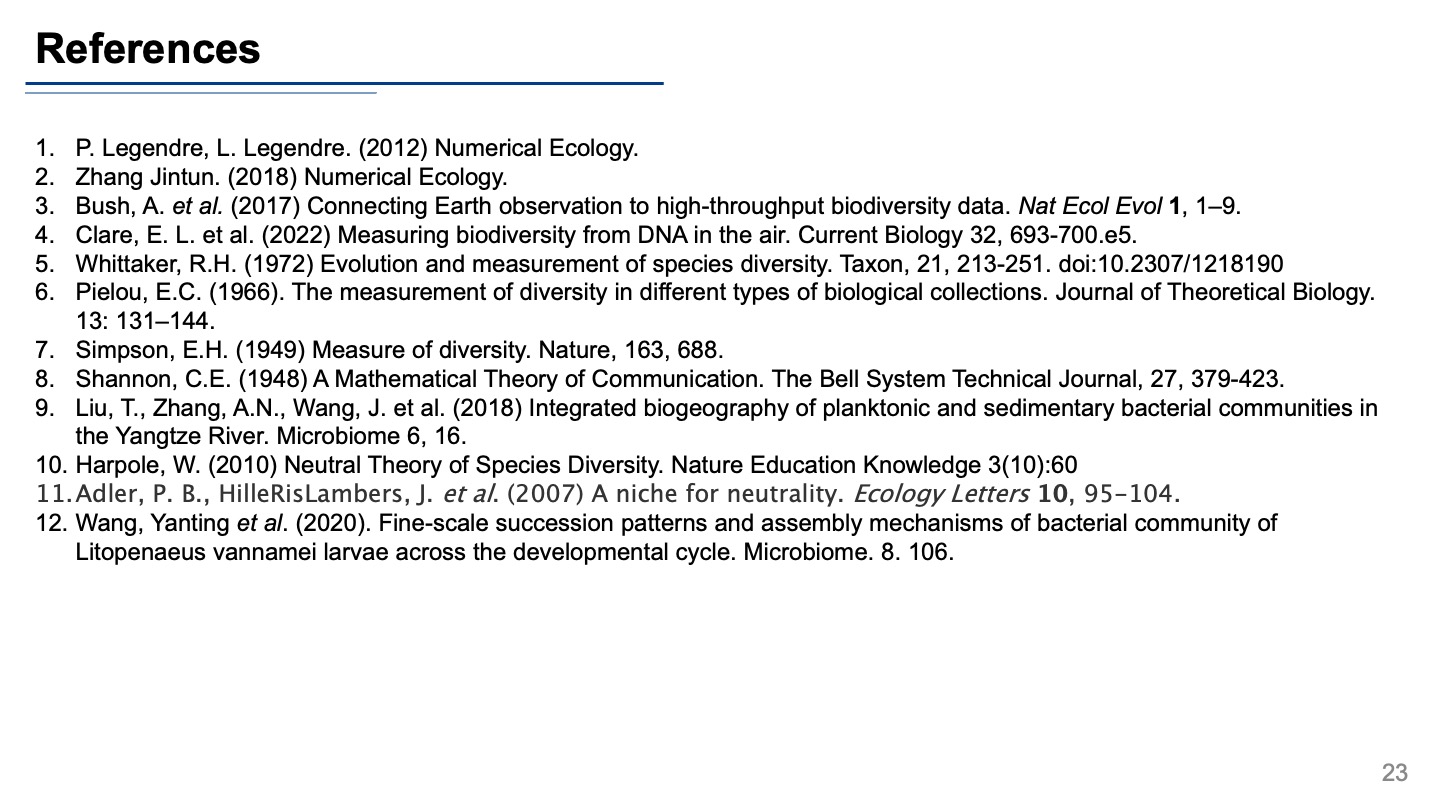 References
1. P. Legendre, L. Legendre. (2012) Numerical Ecology.
2. Zhang Jintun. (2018) Numerical Ecology.
3. Bush, A. et al. (2017) Connecting Earth observation to high-throughput biodiversity data. Nat Ecol Evol 1, 1–9.
4. Clare, E. L. et al. (2022) Measuring biodiversity from DNA in the air. Current Biology 32, 693-700.e5.
5. Whittaker, R.H. (1972) Evolution and measurement of species diversity. Taxon, 21, 213-251. doi:10.2307/1218190
6. Pielou, E.C. (1966). The measurement of diversity in different types of biological collections. Journal of Theoretical Biology.
13: 131–144.
7. Simpson, E.H. (1949) Measure of diversity. Nature, 163, 688.
8. Shannon, C.E. (1948) A Mathematical Theory of Communication. The Bell System Technical Journal, 27, 379-423.
9. Liu, T., Zhang, A.N., Wang, J. et al. (2018) Integrated biogeography of planktonic and sedimentary bacterial communities in
the Yangtze River. Microbiome 6, 16.
10. Harpole, W. (2010) Neutral Theory of Species Diversity. Nature Education Knowledge 3(10):60
11. Adler, P. B., HilleRisLambers, J. et al. (2007) A niche for neutrality. Ecology Letters 10, 95–104.
12. Wang, Yanting et al. (2020). Fine-scale succession patterns and assembly mechanisms of bacterial community of
Litopenaeus vannamei larvae across the developmental cycle. Microbiome. 8. 106.
23